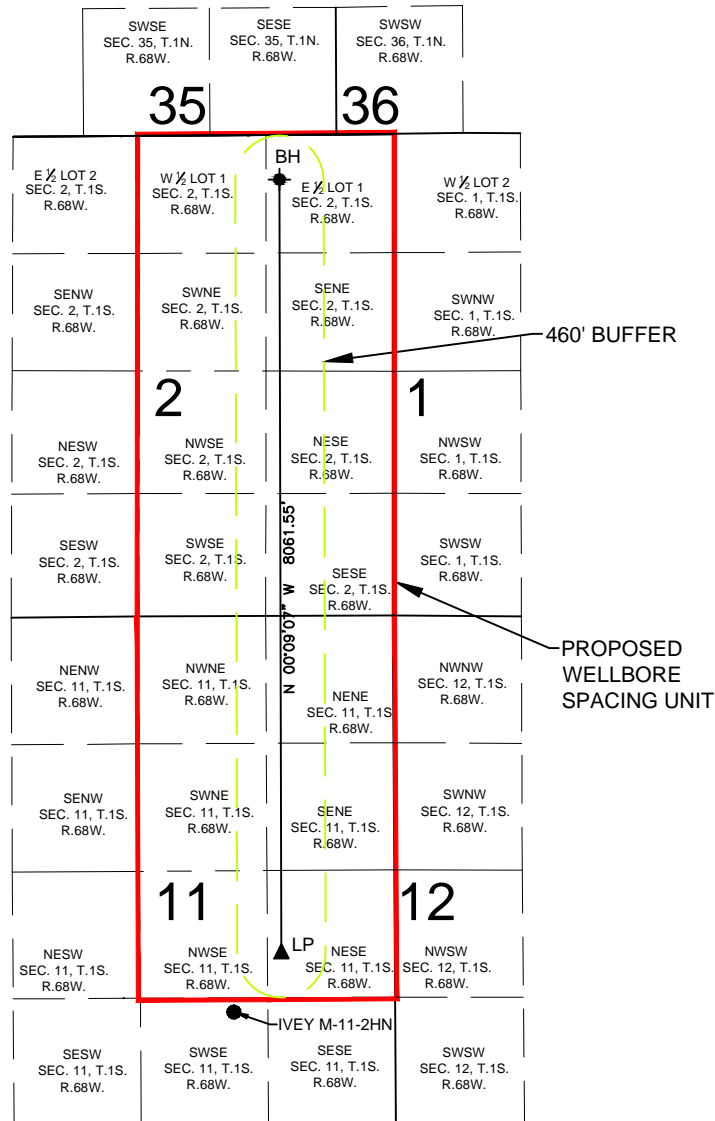 SWSE
SEC. 35, T.1N.
R.68W.
SESE
SEC. 35, T.1N.
R.68W.
SWSW
SEC. 36, T.1N.
R.68W.
35
36
BH
E ½ LOT 2
SEC. 2, T.1S.
R.68W.
W ½ LOT 1
SEC. 2, T.1S.
R.68W.
E ½ LOT 1
SEC. 2, T.1S.
R.68W.
W ½ LOT 2
SEC. 1, T.1S.
R.68W.
SENW
SEC. 2, T.1S.
R.68W.
SWNE
SEC. 2, T.1S.
R.68W.
SENE
SEC. 2, T.1S.
R.68W.
SWNW
SEC. 1, T.1S.
R.68W.
460' BUFFER
2
1
NESW
SEC. 2, T.1S.
R.68W.
NWSE
SEC. 2, T.1S.
R.68W.
NESE
SEC. 2, T.1S.
R.68W.
NWSW
SEC. 1, T.1S.
R.68W.
N 00°09'07" W 8061.55'
SESW
SEC. 2, T.1S.
R.68W.
SWSE
SEC. 2, T.1S.
R.68W.
SESE
SEC. 2, T.1S.
R.68W.
SWSW
SEC. 1, T.1S.
R.68W.
PROPOSED
WELLBORE
SPACING UNIT
NENW
SEC. 11, T.1S.
R.68W.
NWNE
SEC. 11, T.1S.
R.68W.
NENE
SEC. 11, T.1S
R.68W.
NWNW
SEC. 12, T.1S.
R.68W.
SENW
SEC. 11, T.1S.
R.68W.
SWNE
SEC. 11, T.1S.
R.68W.
SENE
SEC. 11, T.1S.
R.68W.
SWNW
SEC. 12, T.1S.
R.68W.
11
12
LP
NESW
SEC. 11, T.1S.
R.68W.
NWSE
SEC. 11, T.1S.
R.68W.
NESE
SEC. 11, T.1S.
R.68W.
NWSW
SEC. 12, T.1S.
R.68W.
IVEY M-11-2HN
SESW
SEC. 11, T.1S.
R.68W.
SWSE
SEC. 11, T.1S.
R.68W.
SESE
SEC. 11, T.1S.
R.68W.
SWSW
SEC. 12, T.1S.
R.68W.